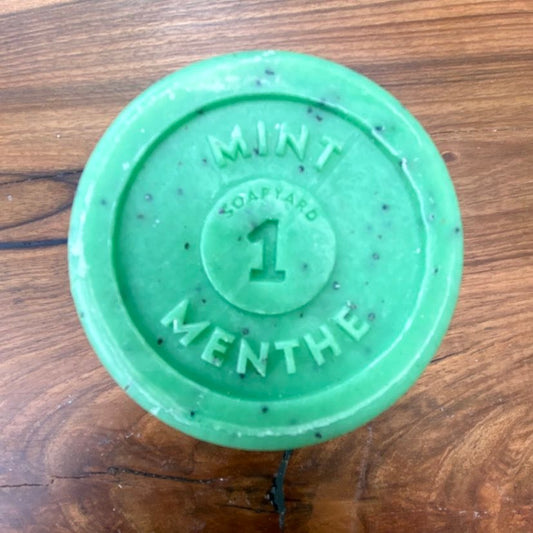 MINT
SOAPYARD
1
MENTHE